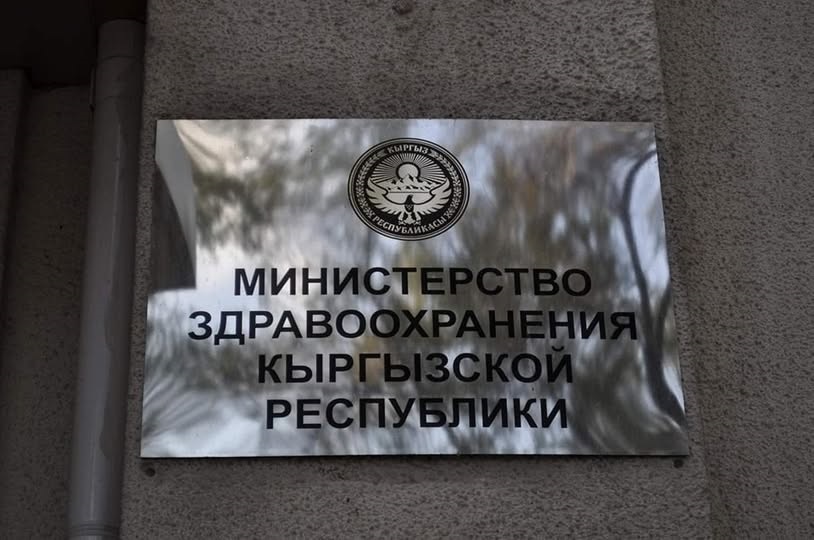 КЫРГЫЗ
РЕСПУБЛИКАСЫ
МИНИСТЕРСТВО
ЗДРАВООХРАНЕНИЯ
КЫРГЫЗСКОЙ
РЕСПУБЛИКИ